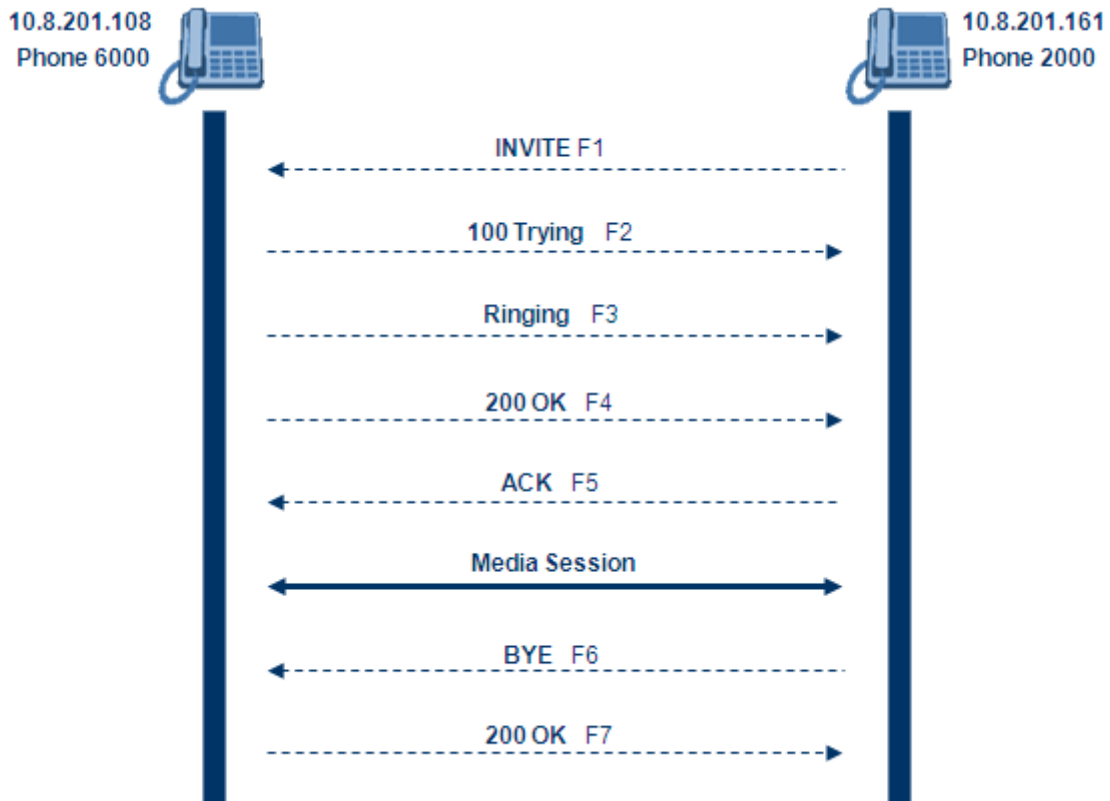 10.8.201.108
Phone 6000
10.8.201.161
Phone 2000
INVITE F1
100 Trying F2
Ringing F3
200 OK F4
ACK F5
Media Session
BYE F6
200 OK F7